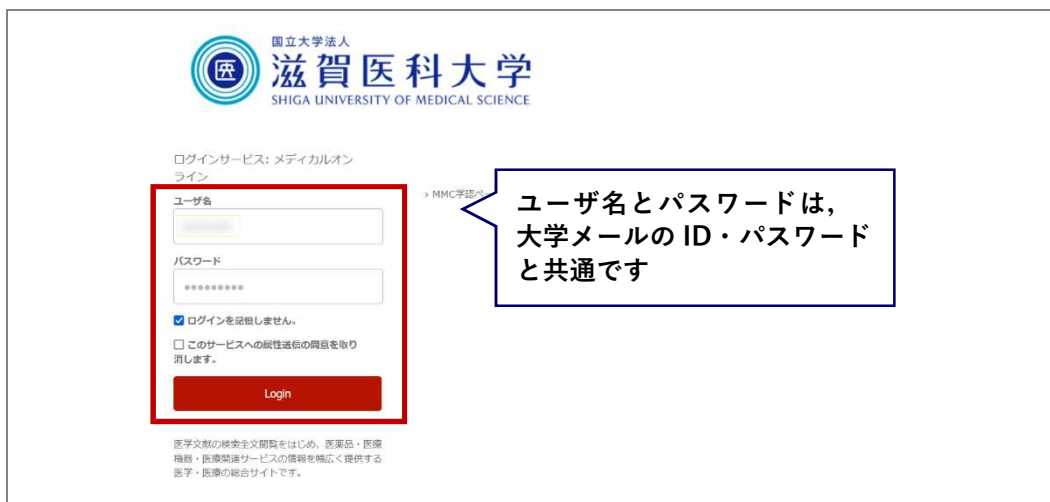 国立大学法人
医
滋賀医科大学
SHIGA UNIVERSITY OF MEDICAL SCIENCE
ログインサービス: メディカルオン
ライン
ユーザ名
パスワード
ログインを記憶しません。
このサービスへの属性送信の同意を取り
消します。
Login
医学文献の検索全文閲覧をはじめ、医薬品・医療
機器・医療関連サービスの情報を幅広く提供する
医学・医療の総合サイトです。
› MMC学認ペ
ユーザ名とパスワードは,
大学メールの ID・パスワード
と共通です